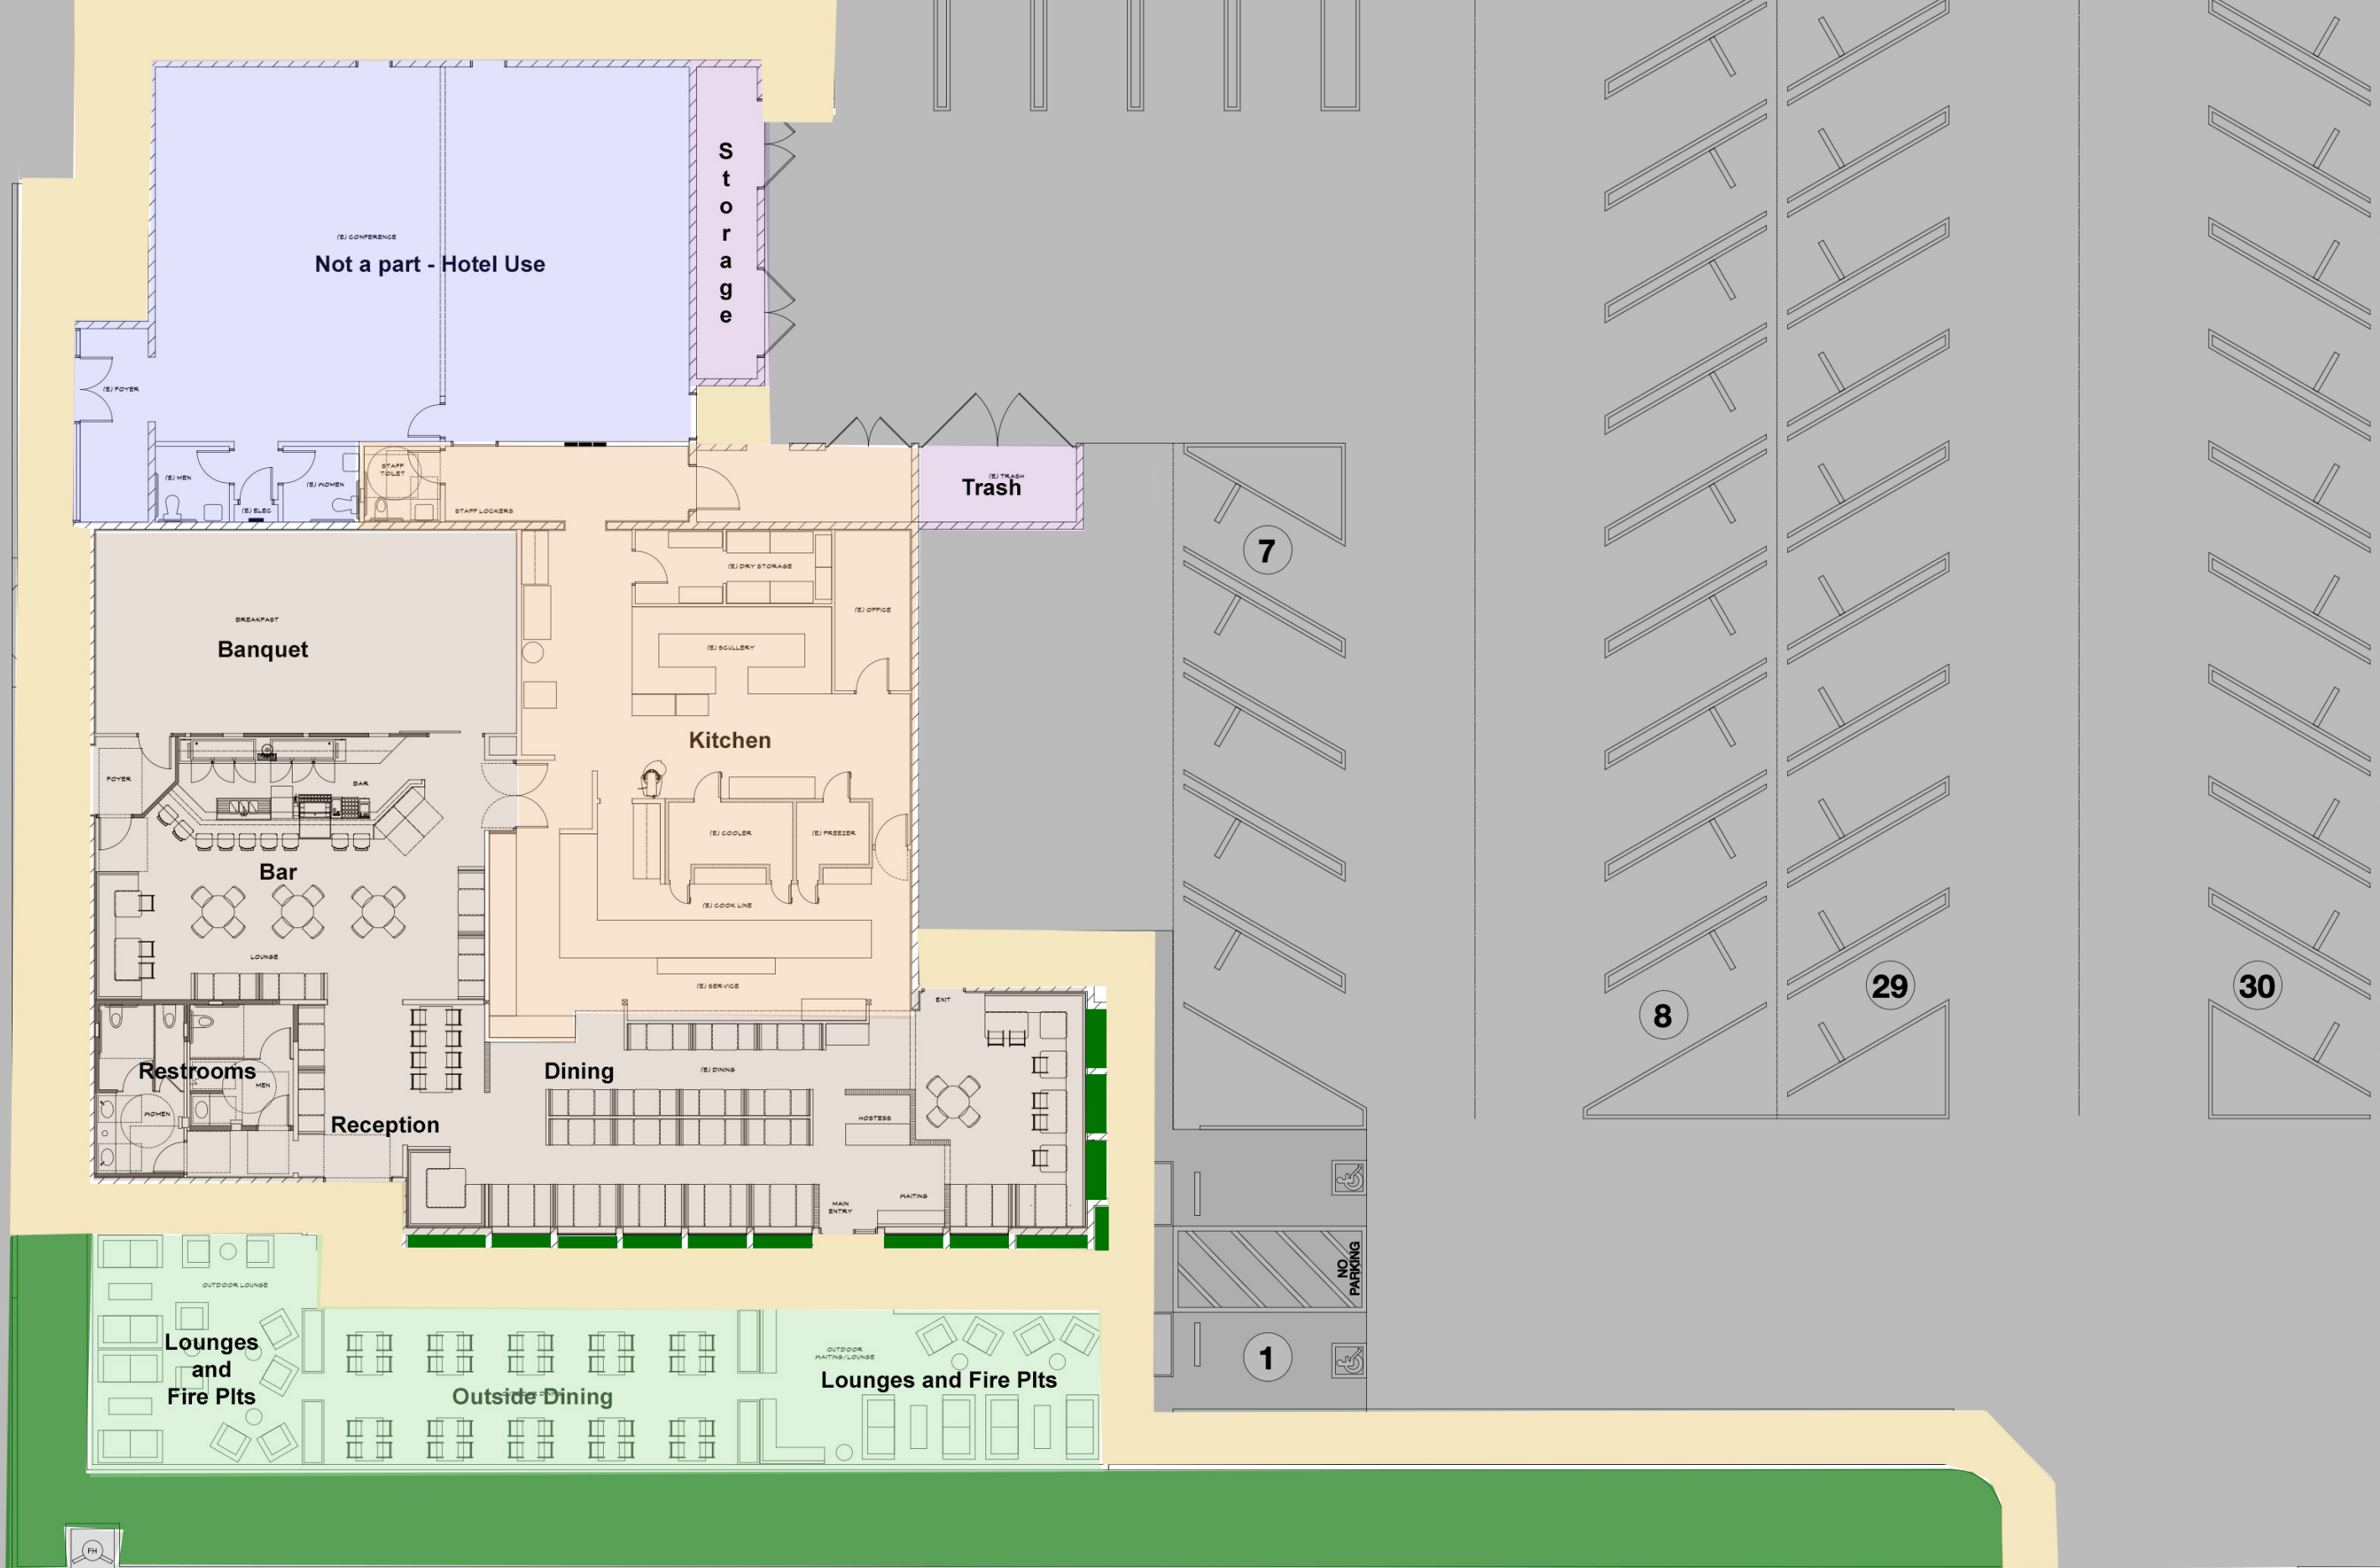 S
t
o
r
a
g
e
(E) CONFERENCE
Not a part - Hotel Use
(E) FOYER
STAFF
TOILET
(E) MEN
(E) WOMEN
(E) ELEC
STAFF LOCKERS
(E) TRASH
Trash
7
(E) DRY STORAGE
(E) OFFICE
BREAKFAST
Banquet
(E) SCULLERY
Kitchen
FOYER
BAR
(E) COOLER
(E) FREEZER
Bar
(E) COOK LINE
LOUNGE
(E) SERVICE
EXIT
8
29
30
Restrooms
MEN
WOMEN
Dining
(E) DINING
Reception
HOSTESS
MAIN
ENTRY
WAITING
NO
PARKING
OUTDOOR LOUNGE
Lounges
and
Fire PIts
OUTDOOR DINING
Outside Dining
OUTDOOR
WAITING/LOUNGE
Lounges and Fire PIts
1
FH